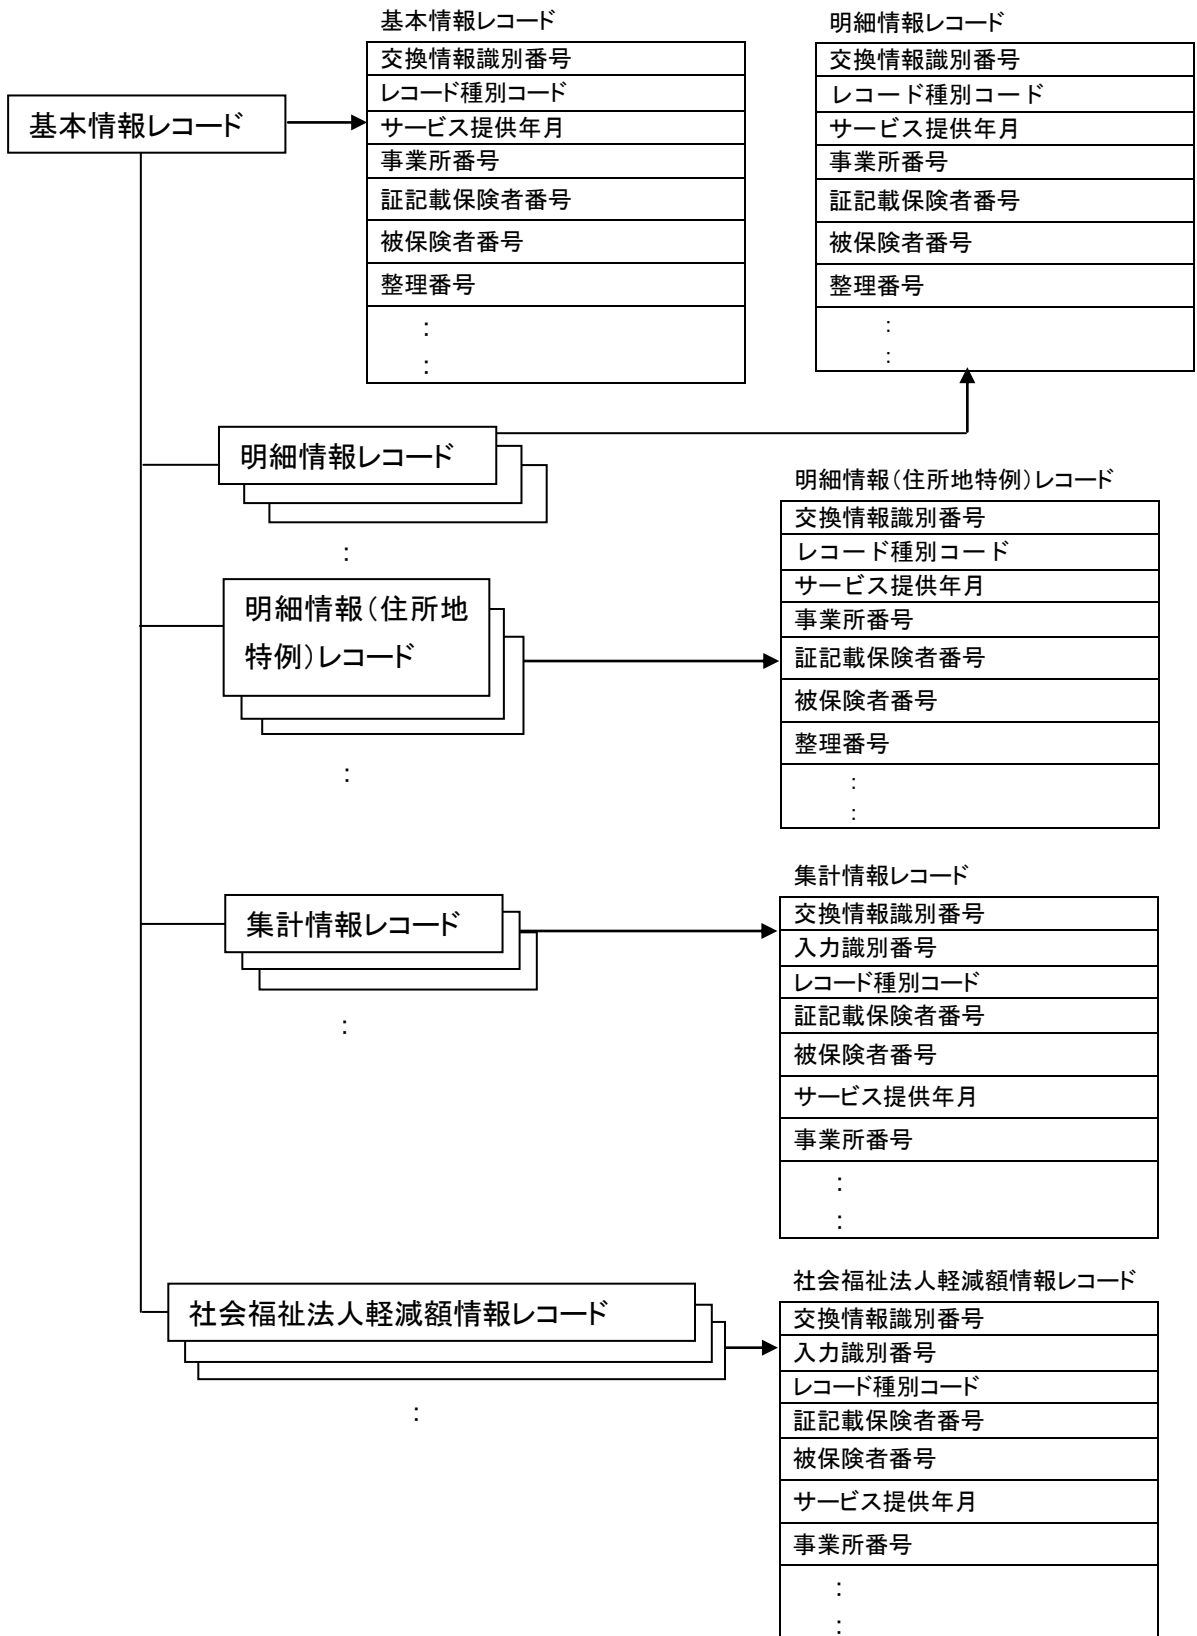 基本情報レコード
基本情報レコード
交換情報識別番号
レコード種別コード
サービス提供年月
事業所番号
証記載保険者番号
被保険者番号
整理番号
:
:
明細情報レコード
交換情報識別番号
レコード種別コード
サービス提供年月
事業所番号
証記載保険者番号
被保険者番号
整理番号
:
:
明細情報レコード
:
明細情報(住所地
特例)レコード
:
明細情報(住所地特例)レコード
交換情報識別番号
レコード種別コード
サービス提供年月
事業所番号
証記載保険者番号
被保険者番号
整理番号
:
:
集計情報レコード
:
集計情報レコード
交換情報識別番号
入力識別番号
レコード種別コード
証記載保険者番号
被保険者番号
サービス提供年月
事業所番号
:
:
社会福祉法人軽減額情報レコード
:
社会福祉法人軽減額情報レコード
交換情報識別番号
入力識別番号
レコード種別コード
証記載保険者番号
被保険者番号
サービス提供年月
事業所番号
:
: